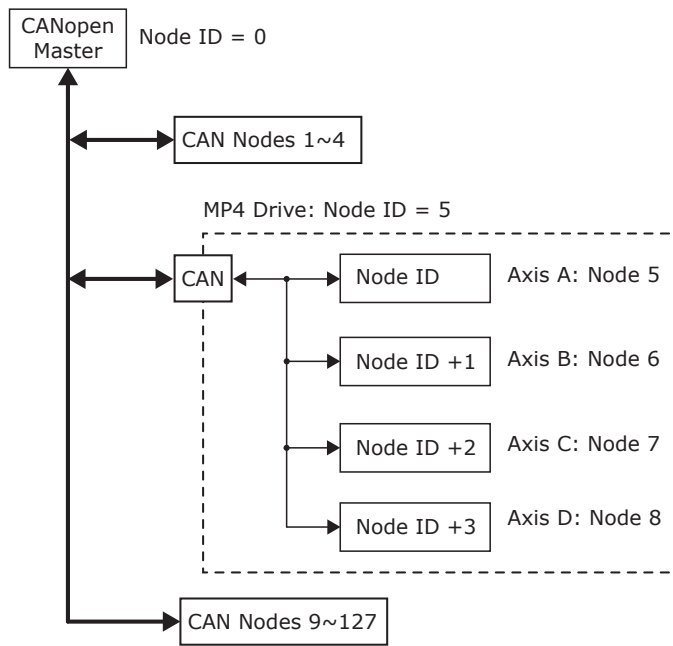 CANopen
Master
Node ID = 0
CAN Nodes 1~4
MP4 Drive: Node ID = 5
CAN
Node ID
Axis A: Node 5
Node ID +1
Axis B: Node 6
Node ID +2
Axis C: Node 7
Node ID +3
Axis D: Node 8
CAN Nodes 9~127